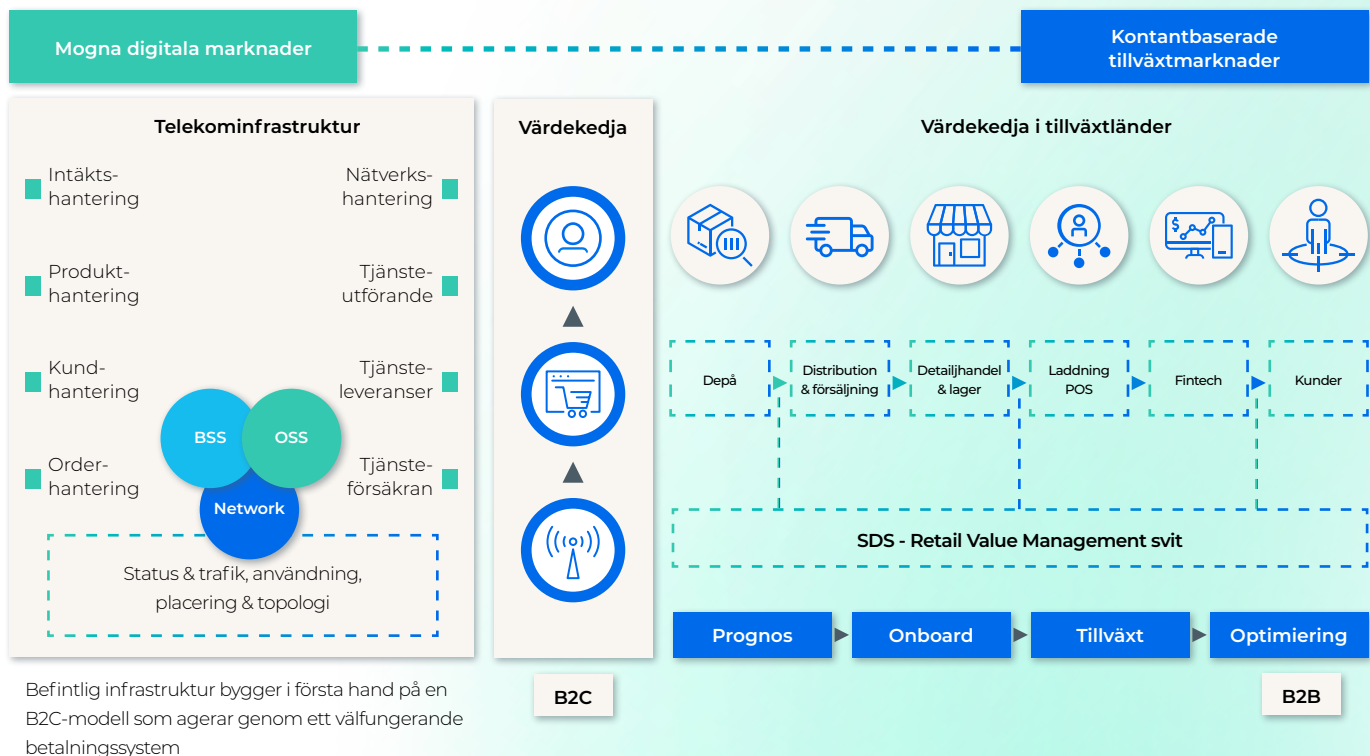 Mogna digitala marknader
Kontantbaserade
tillväxtmarknader
Telekominfrastruktur
Intäkts-
hantering
Produkt-
hantering
Kund-
hantering
Order-
hantering
Nätverks-
hantering
Tjänste-
utförande
Tjänste-
leveranser
Tjänste-
försäkran
BSS
OSS
Network
Status & trafik, användning,
placering & topologi
Befintlig infrastruktur bygger i första hand på en
B2C-modell som agerar genom ett välfungerande
betalningssystem
Värdekedja
B2C
Värdekedja i tillväxtländer
$
Depå
Distribution
& försäljning
Detailjhandel
& lager
Laddning
POS
Fintech
Kunder
SDS - Retail Value Management svit
Prognos
Onboard
Tillväxt
Optimiering
B2B